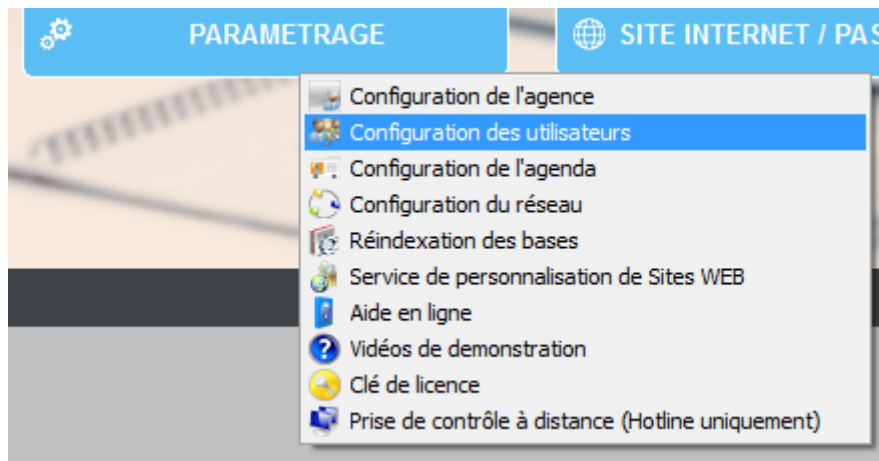 PARAMETRAGE
SITE INTERNET / PAS
Configuration de l'agence
Configuration des utilisateurs
Configuration de l'agenda
Configuration du réseau
Réindexation des bases
Service de personnalisation de Sites WEB
Aide en ligne
Vidéos de demonstration
Clé de licence
Prise de contrôle à distance (Hotline uniquement)